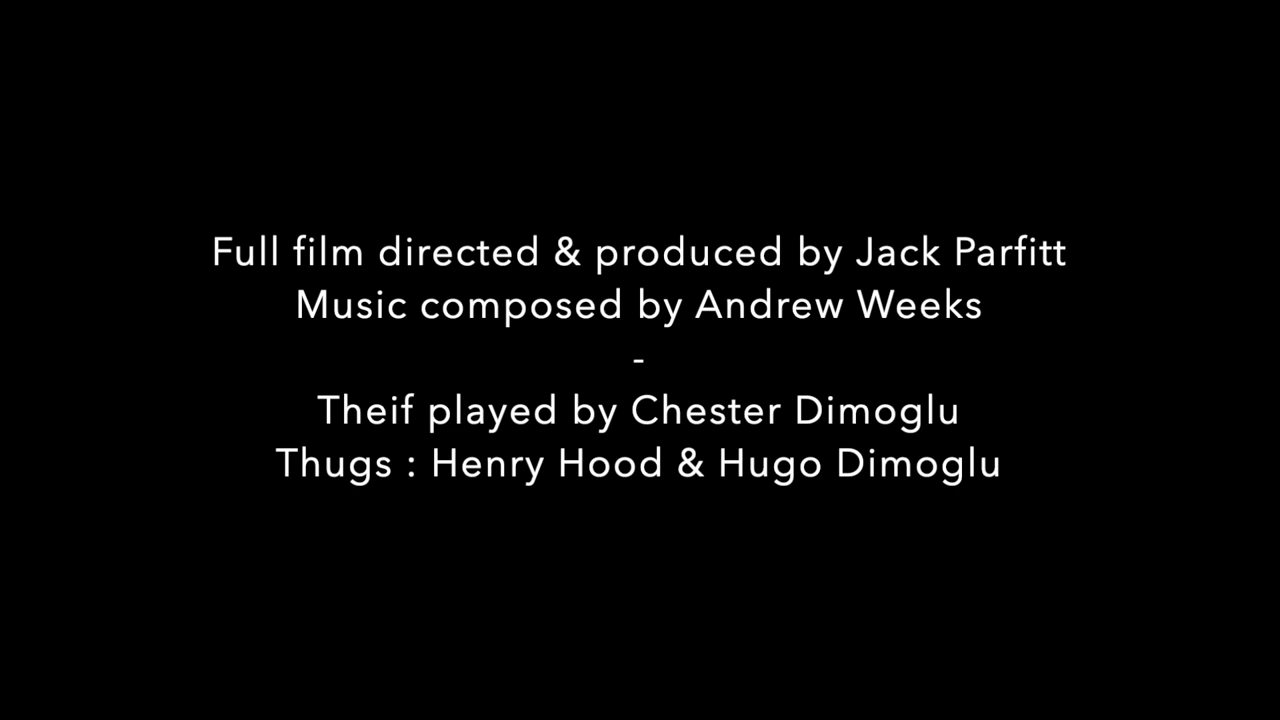 Full film directed & produced by Jack Parfitt
Music composed by Andrew Weeks
-
Theif played by Chester Dimoglu
Thugs : Henry Hood & Hugo Dimoglu